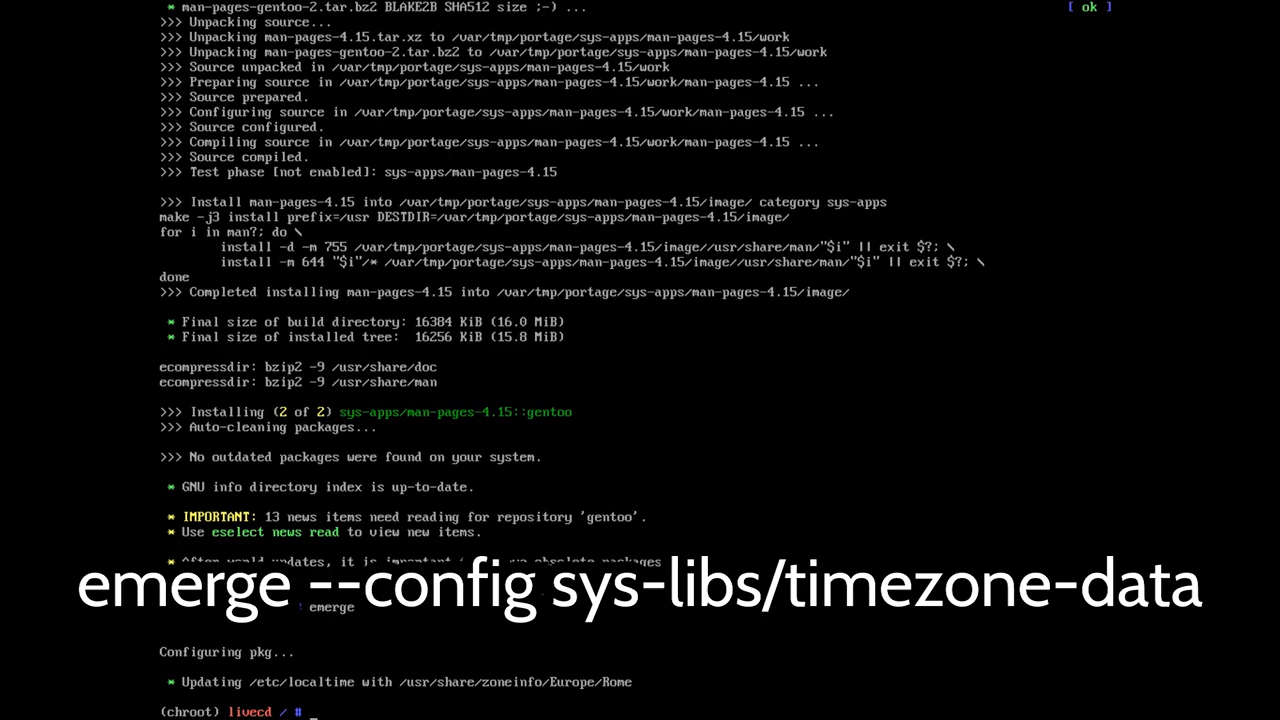 * man-pages-gentoo-2.tar.bz2 BLAKE2B SHA512 size ;-) ... [ ok ]
>>> Unpacking source...
>>> Unpacking man-pages-4.15.tar.xz to /var/tmp/portage/sys-apps/man-pages-4.15/work
>>> Unpacking man-pages-gentoo-2.tar.bz2 to /var/tmp/portage/sys-apps/man-pages-4.15/work
>>> Source unpacked in /var/tmp/portage/sys-apps/man-pages-4.15/work
>>> Preparing source in /var/tmp/portage/sys-apps/man-pages-4.15/work/man-pages-4.15 ...
>>> Source prepared.
>>> Configuring source in /var/tmp/portage/sys-apps/man-pages-4.15/work/man-pages-4.15 ...
>>> Source configured.
>>> Compiling source in /var/tmp/portage/sys-apps/man-pages-4.15/work/man-pages-4.15 ...
>>> Source compiled.
>>> Test phase [not enabled]: sys-apps/man-pages-4.15
>>> Install man-pages-4.15 into /var/tmp/portage/sys-apps/man-pages-4.15/image/ category sys-apps
make -j3 install prefix=/usr DESTDIR=/var/tmp/portage/sys-apps/man-pages-4.15/image/
for i in man?; do \
install -d -m 755 /var/tmp/portage/sys-apps/man-pages-4.15/image//usr/share/man/"$i" || exit $?; \
install -m 644 "$i"/* /var/tmp/portage/sys-apps/man-pages-4.15/image//usr/share/man/"$i" || exit $?; \
done
>>> Completed installing man-pages-4.15 into /var/tmp/portage/sys-apps/man-pages-4.15/image/
* Final size of build directory: 16384 KiB (16.0 MiB)
* Final size of installed tree: 16256 KiB (15.8 MiB)
ecompressdir: bzip2 -9 /usr/share/doc
ecompressdir: bzip2 -9 /usr/share/man
>>> Installing (2 of 2) sys-apps/man-pages-4.15::gentoo
>>> Auto-cleaning packages...
>>> No outdated packages were found on your system.
* GNU info directory index is up-to-date.
* IMPORTANT: 13 news items need reading for repository 'gentoo'.
* Use eselect news read to view new items.
* After world updates, it is important obsolete packages
emerge --config sys-libs/timezone-data
emerge
Configuring pkg...
* Updating /etc/localtime with /usr/share/zoneinfo/Europe/Rome
(chroot) livecd / # _